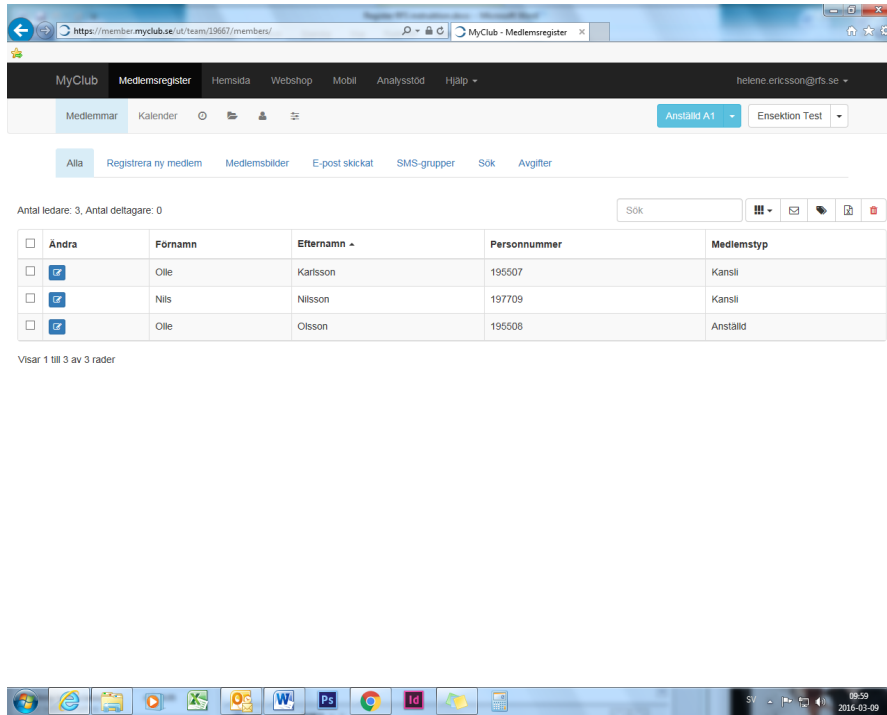 https://member.myclub.se/ut/team/19667/members/
MyClub - Medlemsregister
MyClub Medlemsregister Hemsida Webshop Mobil Analysstöd Hjälp helene.ericsson@rfs.se
Medlemmar Kalender Anställd A1 Ensektion Test
Alla Registrera ny medlem Medlemsbilder E-post skickat SMS-grupper Sök Avgifter
Antal ledare: 3, Antal deltagare: 0 Sök
Ändra Förnamn Efternamn Personnummer Medlemstyp
Olle Karlsson 195507 Kansli
Nils Nilsson 197709 Kansli
Olle Olsson 195508 Anställd
Visar 1 till 3 av 3 rader
Ps Id SV 09:59
2016-03-09